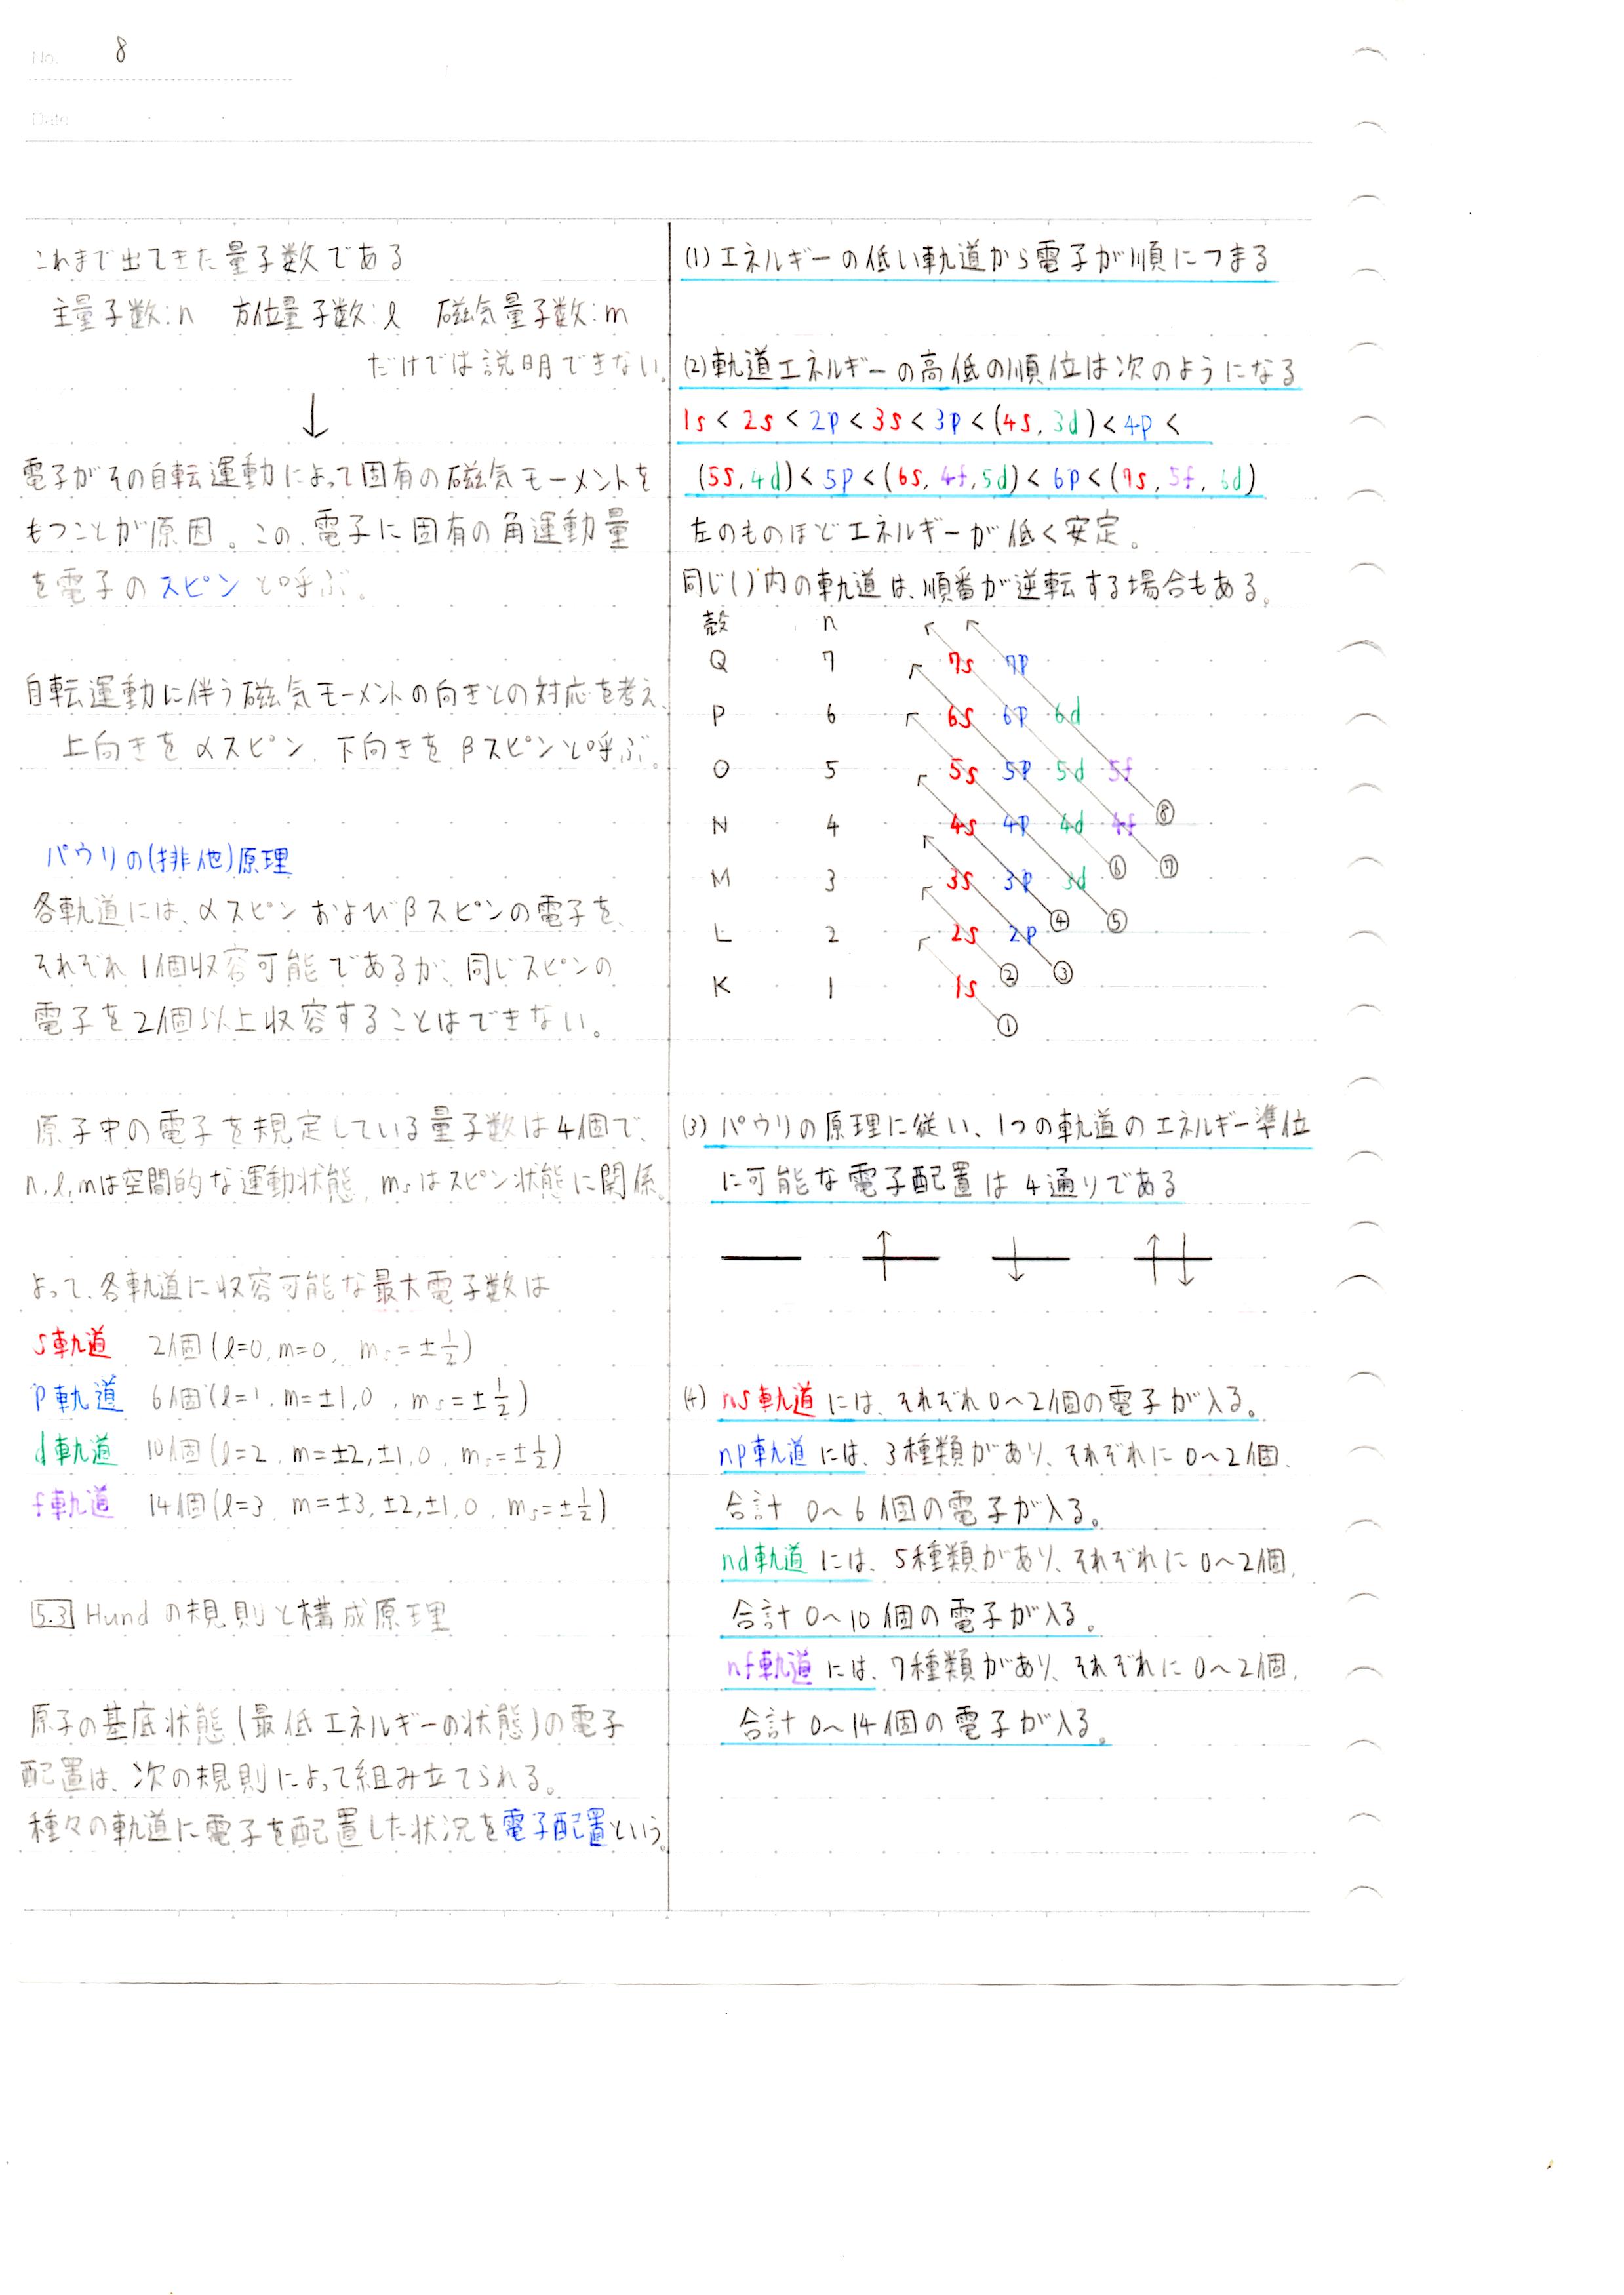 No. 8
Date
これまで出てきた量子数である
主量子数:n 方位量子数:l 磁気量子数:m
だけでは説明できない。
↓
電子がその自転運動によって固有の磁気モーメントを
もつことが原因。この、電子に固有の角運動量
を電子のスピンと呼ぶ。
自転運動に伴う磁気モーメントの向きとの対応を考え、
上向きをαスピン、下向きをβスピンと呼ぶ。
パウリの(排他)原理
各軌道には、αスピンおよびβスピンの電子を、
それぞれ1個収容可能であるが、同じスピンの
電子を2個以上収容することはできない。
原子中の電子を規定している量子数は4個で、
n,l,mは空間的な運動状態、msはスピン状態に関係。
よって、各軌道に収容可能な最大電子数は
s軌道 2個(l=0, m=0, ms=±1/2)
p軌道 6個(l=1, m=±1,0, ms=±1/2)
d軌道 10個(l=2, m=±2,±1,0, ms=±1/2)
f軌道 14個(l=3, m=±3,±2,±1,0, ms=±1/2)
5.3 Hundの規則と構成原理
原子の基底状態(最低エネルギーの状態)の電子
配置は、次の規則によって組み立てられる。
種々の軌道に電子を配置した状況を電子配置という。
(1)エネルギーの低い軌道から電子が順につまる
(2)軌道エネルギーの高低の順位は次のようになる
1s<2s<2p<3s<3p<(4s,3d)<4p<
(5s,4d)<5p<(6s,4f,5d)<6p<(7s,5f,6d)
左のものほどエネルギーが低く安定。
同じ( )内の軌道は、順番が逆転する場合もある。
殻 n
Q 7 7s 7p
P 6 6s 6p 6d
O 5 5s 5p 5d 5f
N 4 4s 4p 4d 4f ⑧
M 3 3s 3p 3d ⑥ ⑦
L 2 2s 2p ④ ⑤
K 1 1s ② ③
①
(3) パウリの原理に従い、1つの軌道のエネルギー準位
に可能な電子配置は4通りである
↑ ↓ ↑↓
(4) ns軌道には、それぞれ0~2個の電子が入る。
np軌道には、3種類があり、それぞれに0~2個、
合計 0~6個の電子が入る。
nd軌道には、5種類があり、それぞれに0~2個、
合計 0~10個の電子が入る。
nf軌道には、7種類があり、それぞれに0~2個、
合計 0~14個の電子が入る。